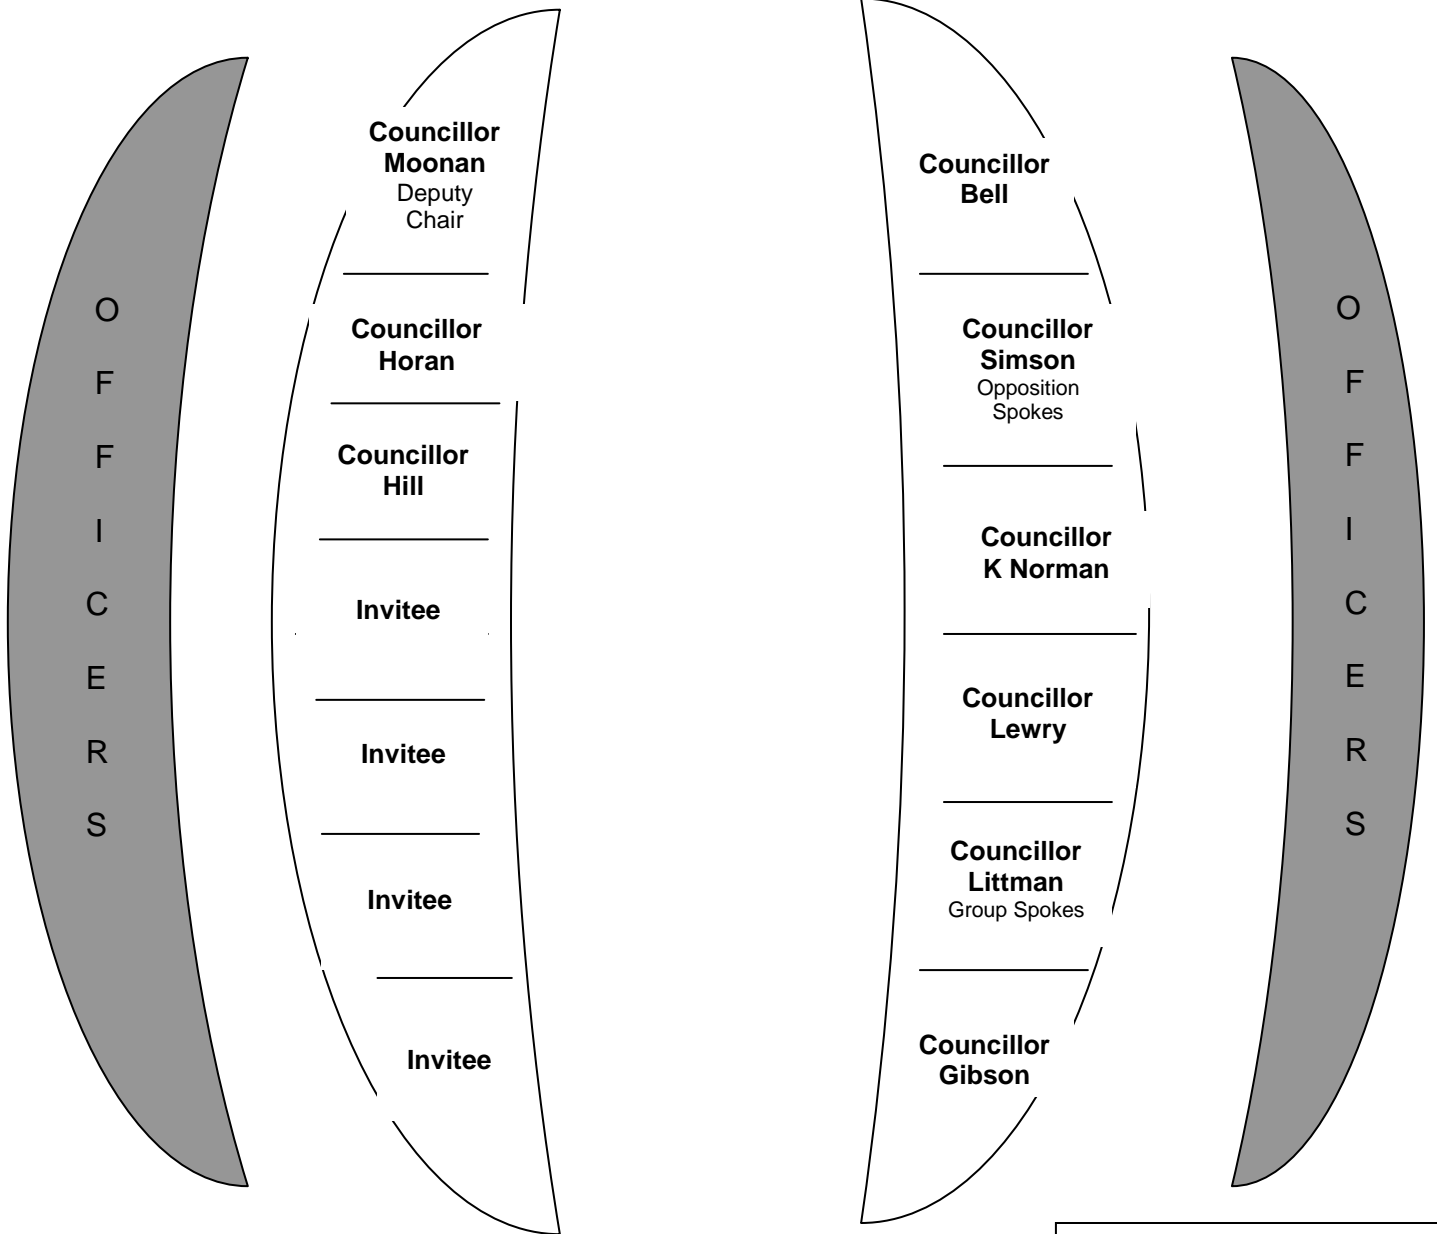 O
F
F
I
C
E
R
S
Councillor
Moonan
Deputy
Chair
Councillor
Horan
Councillor
Hill
Invitee
Invitee
Invitee
Invitee
Councillor
Bell
Councillor
Simson
Opposition
Spokes
Councillor
K Norman
Councillor
Lewry
Councillor
Littman
Group Spokes
Councillor
Gibson
O
F
F
I
C
E
R
S